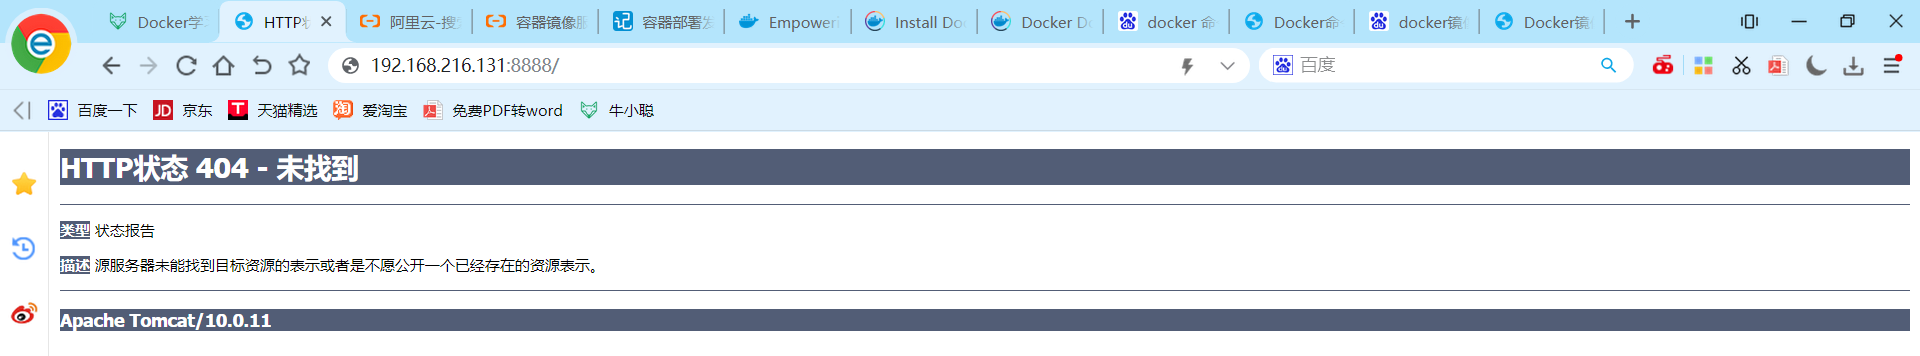 Docker学
HTTP状
阿里云-搜
容器镜像服
容器部署
Empoweri
Install Do
Docker D
docker 命
Docker命
docker镜
Docker镜
192.168.216.131:8888/
百度
百度一下
京东
天猫精选
爱淘宝
免费PDF转word
牛小聪
HTTP状态 404 - 未找到
类型 状态报告
描述 源服务器未能找到目标资源的表示或者是不愿公开一个已经存在的资源表示。
Apache Tomcat/10.0.11